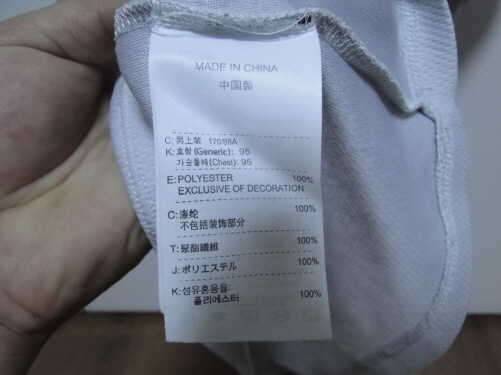 MADE IN CHINA
中国製
C: 男上装 170/88A
K: 호칭 (Generic): 95
가슴둘레 (Chest): 95
E: POLYESTER 100%
EXCLUSIVE OF DECORATION
C: 涤纶 100%
不包括装饰部分
T: 聚酯纖維 100%
J: ポリエステル 100%
K: 섬유혼용율:
폴리에스터 100%